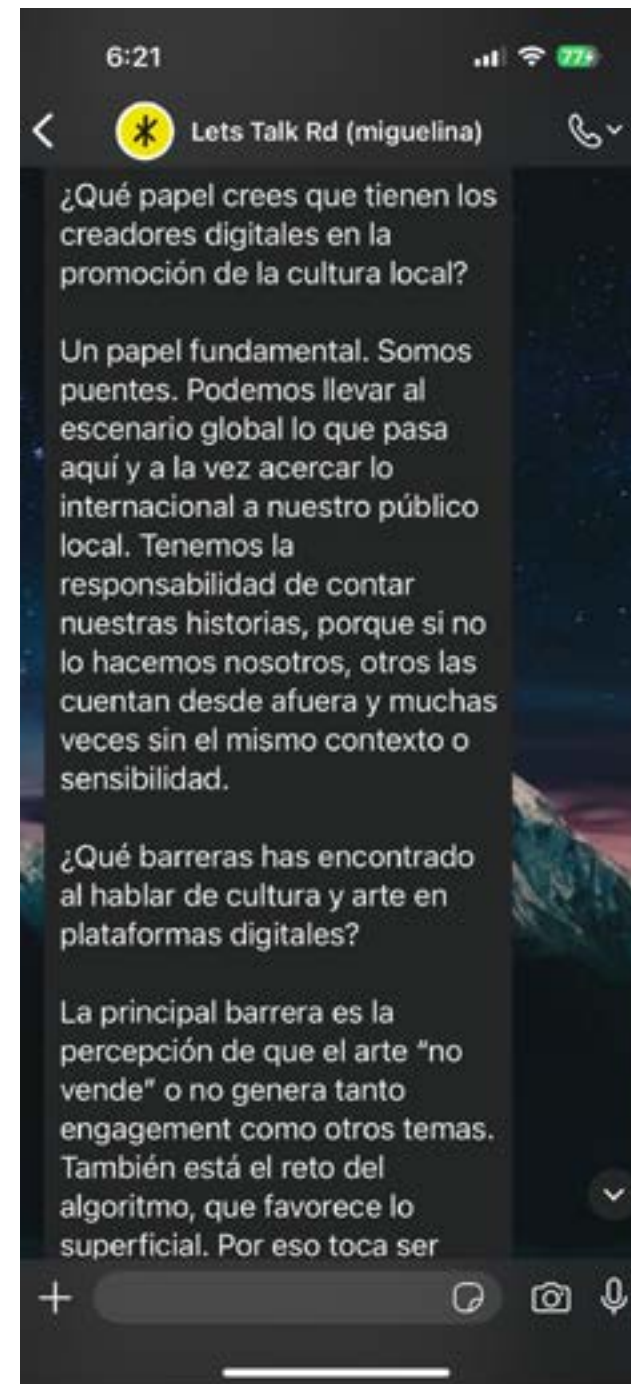 6:21
77
Lets Talk Rd (miguelina)
¿Qué papel crees que tienen los
creadores digitales en la
promoción de la cultura local?
Un papel fundamental. Somos
puentes. Podemos llevar al
escenario global lo que pasa
aquí y a la vez acercar lo
internacional a nuestro público
local. Tenemos la
responsabilidad de contar
nuestras historias, porque si no
lo hacemos nosotros, otros las
cuentan desde afuera y muchas
veces sin el mismo contexto o
sensibilidad.
¿Qué barreras has encontrado
al hablar de cultura y arte en
plataformas digitales?
La principal barrera es la
percepción de que el arte “no
vende” o no genera tanto
engagement como otros temas.
También está el reto del
algoritmo, que favorece lo
superficial. Por eso toca ser